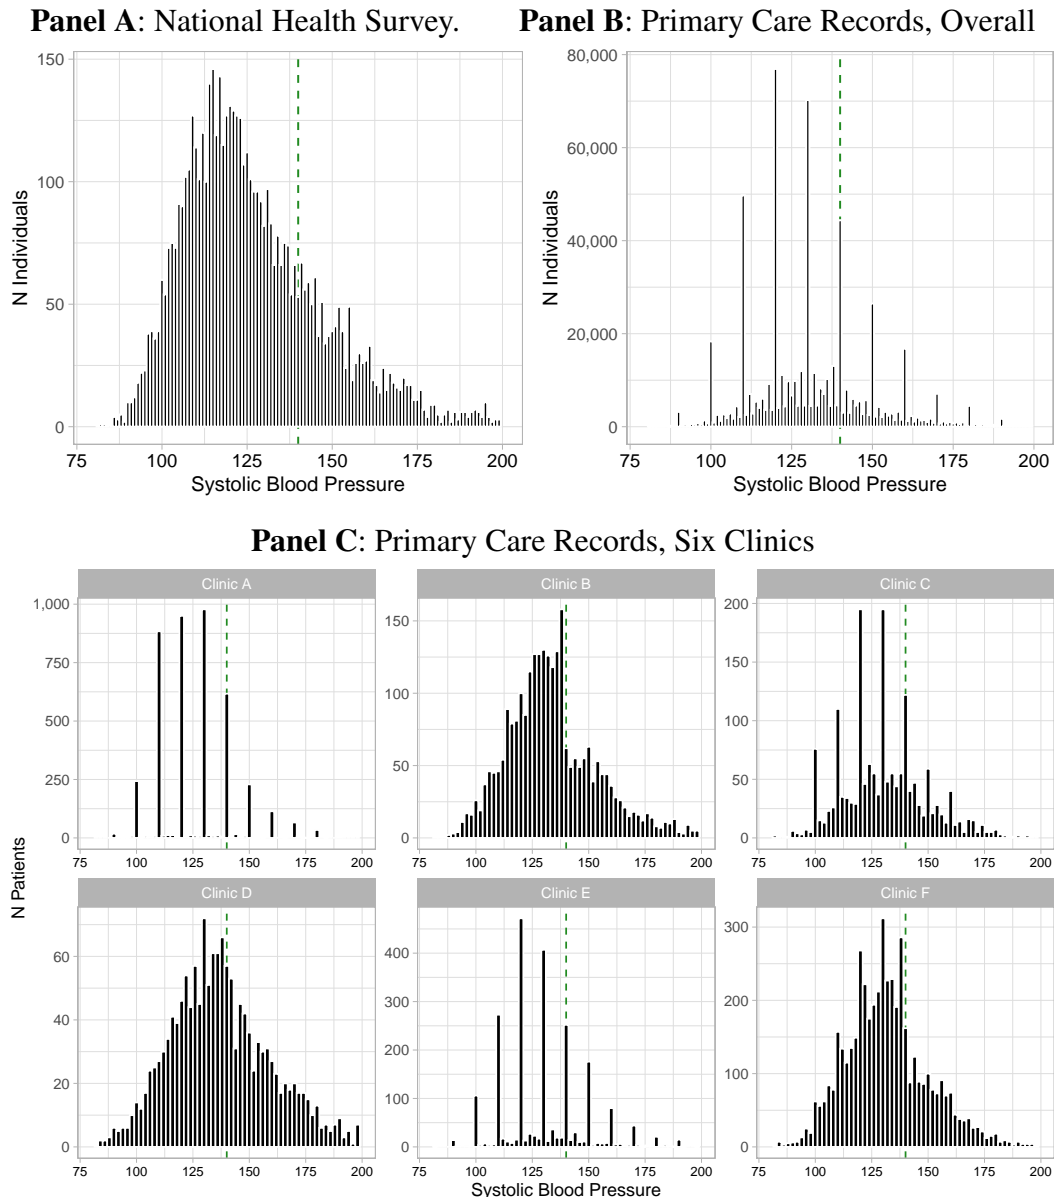 Panel A: National Health Survey.
Panel B: Primary Care Records, Overall
150
100
50
0
N Individuals
75 100 125 150 175 200
Systolic Blood Pressure
80,000
60,000
40,000
20,000
0
N Individuals
75 100 125 150 175 200
Systolic Blood Pressure
Panel C: Primary Care Records, Six Clinics
N Patients
Clinic A
1,000
750
500
250
0
75 100 125 150 175 200
Clinic B
150
100
50
0
75 100 125 150 175 200
Clinic C
200
150
100
50
0
75 100 125 150 175 200
Clinic D
60
40
20
0
75 100 125 150 175 200
Clinic E
400
300
200
100
0
75 100 125 150 175 200
Clinic F
300
200
100
0
75 100 125 150 175 200
Systolic Blood Pressure